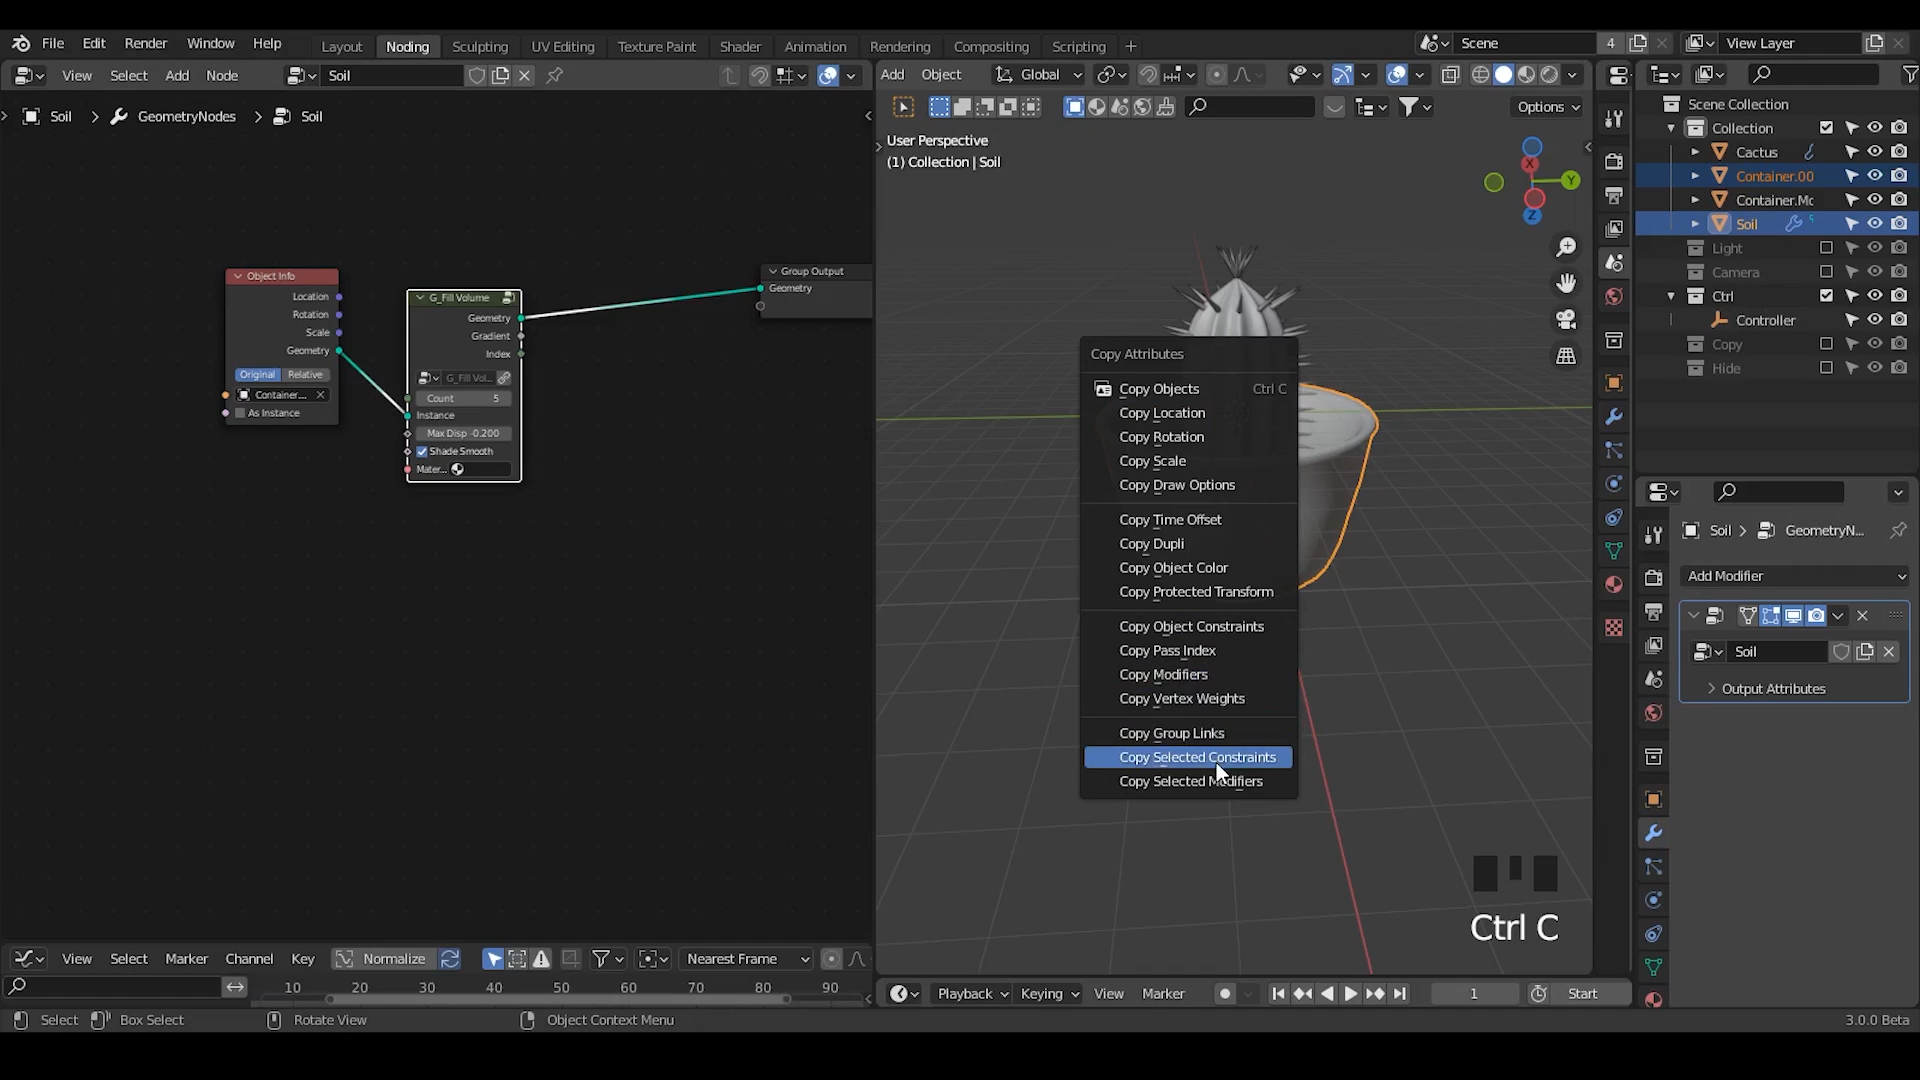 File Edit Render Window Help Layout Noding Sculpting UV Editing Texture Paint Shader Animation Rendering Compositing Scripting + Scene 4 View Layer
View Select Add Node Soil
Add Object Global
Options
Soil > GeometryNodes > Soil
User Perspective
(1) Collection | Soil
X
Y
Z
Object Info
Location
Rotation
Scale
Geometry
Original Relative
Container...
As Instance
G_Fill Volume
Geometry
Gradient
Index
G_Fill Vol...
Count 5
Instance
Max Disp -0.200
Shade Smooth
Mater...
Group Output
Geometry
Copy Attributes
Copy Objects Ctrl C
Copy Location
Copy Rotation
Copy Scale
Copy Draw Options
Copy Time Offset
Copy Dupli
Copy Object Color
Copy Protected Transform
Copy Object Constraints
Copy Pass Index
Copy Modifiers
Copy Vertex Weights
Copy Group Links
Copy Selected Constraints
Copy Selected Modifiers
Ctrl C
Scene Collection
Collection
Cactus
Container.00
Container.Mc
Soil
Light
Camera
Ctrl
Controller
Copy
Hide
Soil > GeometryN...
Add Modifier
Soil
Output Attributes
View Select Marker Channel Key Normalize Nearest Frame
10 20 30 40 50 60 70 80 90
Playback Keying View Marker 1 Start
Select Box Select Rotate View Object Context Menu 3.0.0 Beta